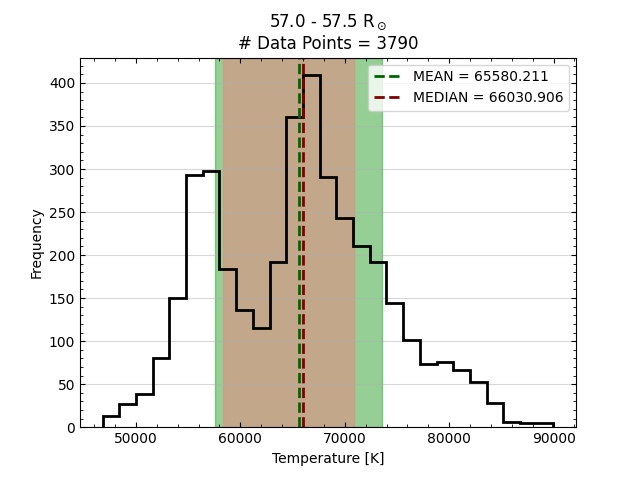 57.0 - 57.5 R⊙
# Data Points = 3790
MEAN = 65580.211
MEDIAN = 66030.906
400
350
300
250
200
150
100
50
0
Frequency
50000 60000 70000 80000 90000
Temperature [K]